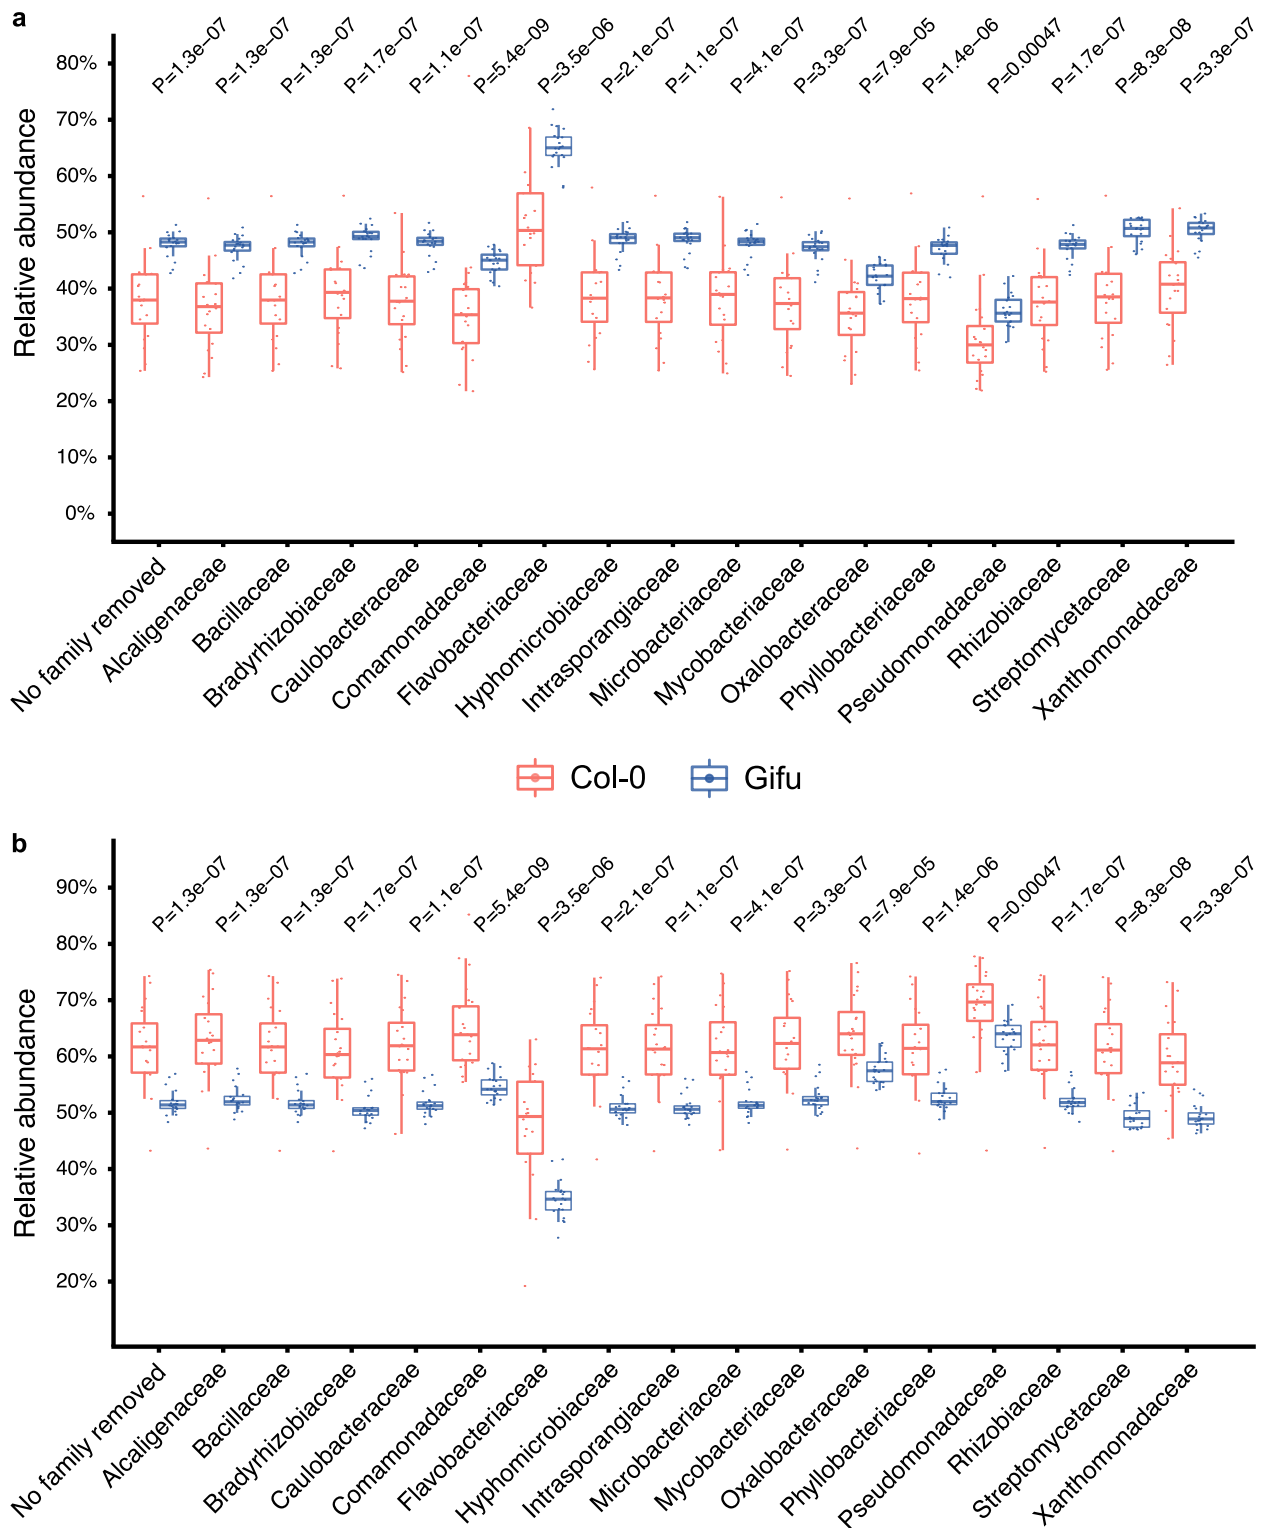 a
P=1.3e−07
P=1.3e−07
P=1.3e−07
P=1.7e−07
P=1.1e−07
P=5.4e−09
P=3.5e−06
P=2.1e−07
P=1.1e−07
P=4.1e−07
P=3.3e−07
P=7.9e−05
P=1.4e−06
P=0.00047
P=1.7e−07
P=8.3e−08
P=3.3e−07
Relative abundance
80%
70%
60%
50%
40%
30%
20%
10%
0%
No family removed
Alcaligenaceae
Bacillaceae
Bradyrhizobiaceae
Caulobacteraceae
Comamonadaceae
Flavobacteriaceae
Hyphomicrobiaceae
Intrasporangiaceae
Microbacteriaceae
Mycobacteriaceae
Oxalobacteraceae
Phyllobacteriaceae
Pseudomonadaceae
Rhizobiaceae
Streptomycetaceae
Xanthomonadaceae
Col-0
Gifu
b
P=1.3e−07
P=1.3e−07
P=1.3e−07
P=1.7e−07
P=1.1e−07
P=5.4e−09
P=3.5e−06
P=2.1e−07
P=1.1e−07
P=4.1e−07
P=3.3e−07
P=7.9e−05
P=1.4e−06
P=0.00047
P=1.7e−07
P=8.3e−08
P=3.3e−07
Relative abundance
90%
80%
70%
60%
50%
40%
30%
20%
No family removed
Alcaligenaceae
Bacillaceae
Bradyrhizobiaceae
Caulobacteraceae
Comamonadaceae
Flavobacteriaceae
Hyphomicrobiaceae
Intrasporangiaceae
Microbacteriaceae
Mycobacteriaceae
Oxalobacteraceae
Phyllobacteriaceae
Pseudomonadaceae
Rhizobiaceae
Streptomycetaceae
Xanthomonadaceae